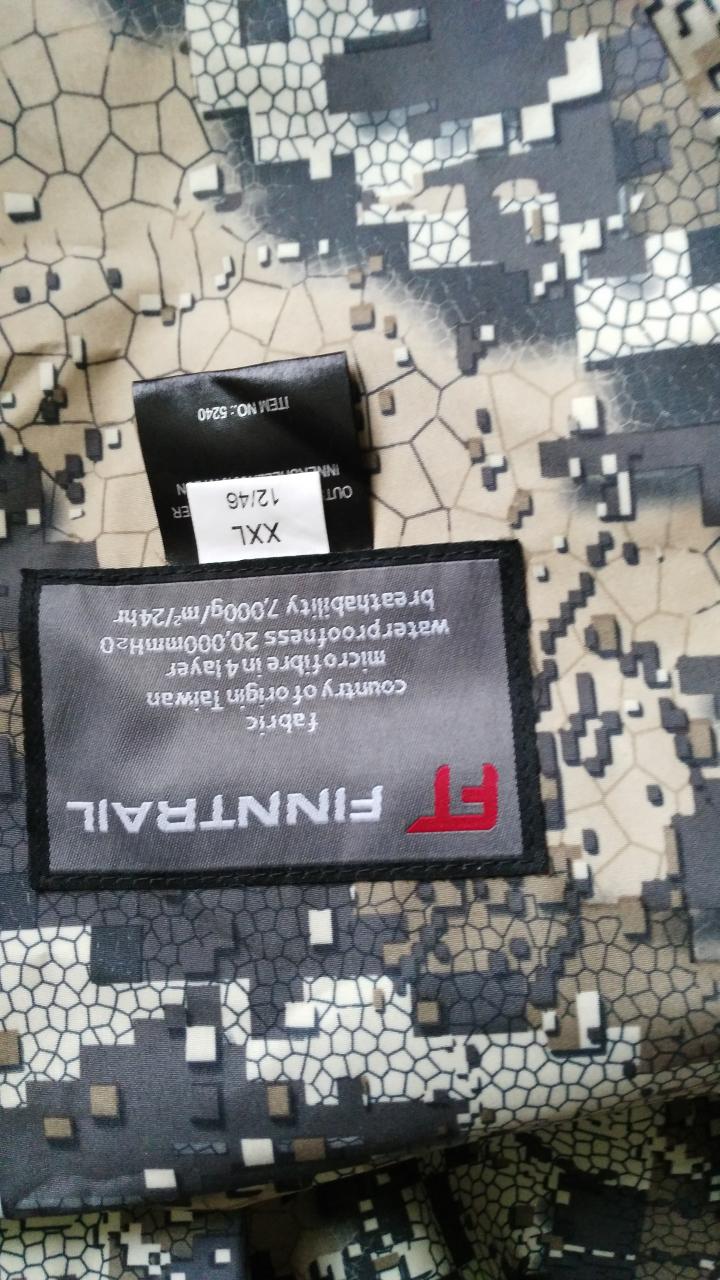 FT FINNTRAIL
fabric
country of origin Taiwan
microfibre in 4 layer
waterproofness 20,000mmH2O
breathability 7,000g/m²/24hr
XXL
12/46
ITEM NO.: 5240